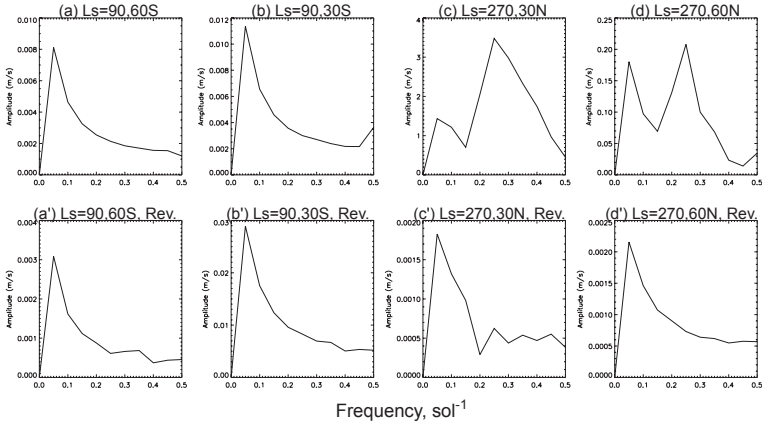 (a) Ls=90,60S
(b) Ls=90,30S
(c) Ls=270,30N
(d) Ls=270,60N
Amplitude (m/s)
0.010
0.008
0.006
0.004
0.002
0.000
0.0 0.1 0.2 0.3 0.4 0.5
Amplitude (m/s)
0.012
0.010
0.008
0.006
0.004
0.002
0.000
0.0 0.1 0.2 0.3 0.4 0.5
Amplitude (m/s)
4
3
2
1
0
0.0 0.1 0.2 0.3 0.4 0.5
Amplitude (m/s)
0.25
0.20
0.15
0.10
0.05
0.00
0.0 0.1 0.2 0.3 0.4 0.5
(a') Ls=90,60S, Rev.
(b') Ls=90,30S, Rev.
(c') Ls=270,30N, Rev.
(d') Ls=270,60N, Rev.
Amplitude (m/s)
0.004
0.003
0.002
0.001
0.000
0.0 0.1 0.2 0.3 0.4 0.5
Amplitude (m/s)
0.03
0.02
0.01
0.00
0.0 0.1 0.2 0.3 0.4 0.5
Amplitude (m/s)
0.0020
0.0015
0.0010
0.0005
0.0000
0.0 0.1 0.2 0.3 0.4 0.5
Amplitude (m/s)
0.0025
0.0020
0.0015
0.0010
0.0005
0.0000
0.0 0.1 0.2 0.3 0.4 0.5
Frequency, sol⁻¹